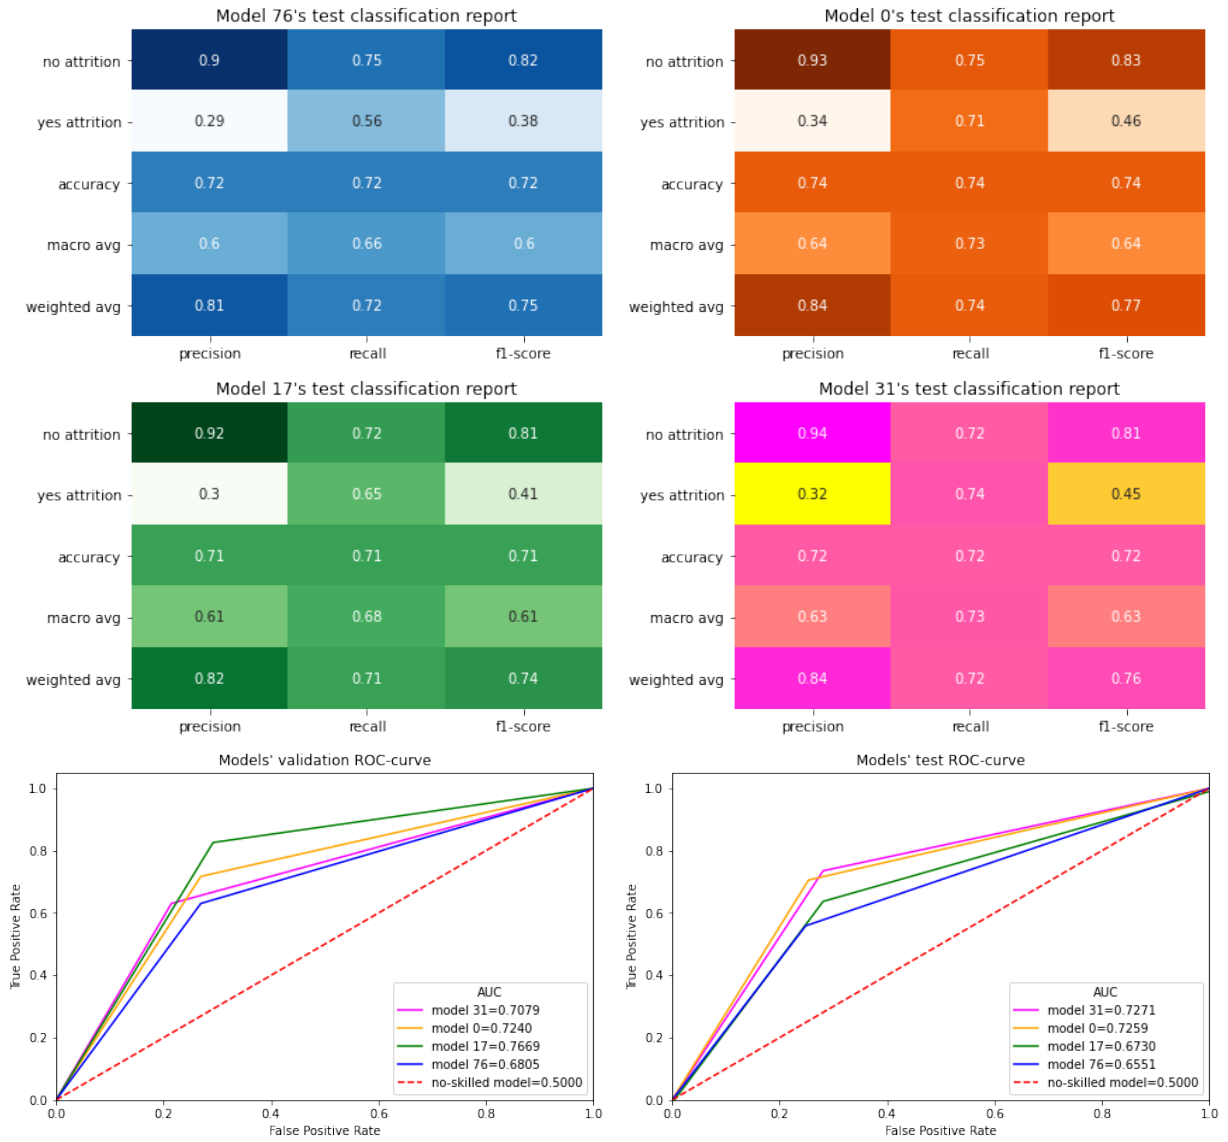 Model 76's test classification report
no attrition 0.9 0.75 0.82
yes attrition 0.29 0.56 0.38
accuracy 0.72 0.72 0.72
macro avg 0.6 0.66 0.6
weighted avg 0.81 0.72 0.75
precision recall f1-score
Model 0's test classification report
no attrition 0.93 0.75 0.83
yes attrition 0.34 0.71 0.46
accuracy 0.74 0.74 0.74
macro avg 0.64 0.73 0.64
weighted avg 0.84 0.74 0.77
precision recall f1-score
Model 17's test classification report
no attrition 0.92 0.72 0.81
yes attrition 0.3 0.65 0.41
accuracy 0.71 0.71 0.71
macro avg 0.61 0.68 0.61
weighted avg 0.82 0.71 0.74
precision recall f1-score
Model 31's test classification report
no attrition 0.94 0.72 0.81
yes attrition 0.32 0.74 0.45
accuracy 0.72 0.72 0.72
macro avg 0.63 0.73 0.63
weighted avg 0.84 0.72 0.76
precision recall f1-score
Models' validation ROC-curve
True Positive Rate
1.0
0.8
0.6
0.4
0.2
0.0
AUC
model 31=0.7079
model 0=0.7240
model 17=0.7669
model 76=0.6805
no-skilled model=0.5000
0.0 0.2 0.4 0.6 0.8 1.0
False Positive Rate
Models' test ROC-curve
True Positive Rate
1.0
0.8
0.6
0.4
0.2
0.0
AUC
model 31=0.7271
model 0=0.7259
model 17=0.6730
model 76=0.6551
no-skilled model=0.5000
0.0 0.2 0.4 0.6 0.8 1.0
False Positive Rate